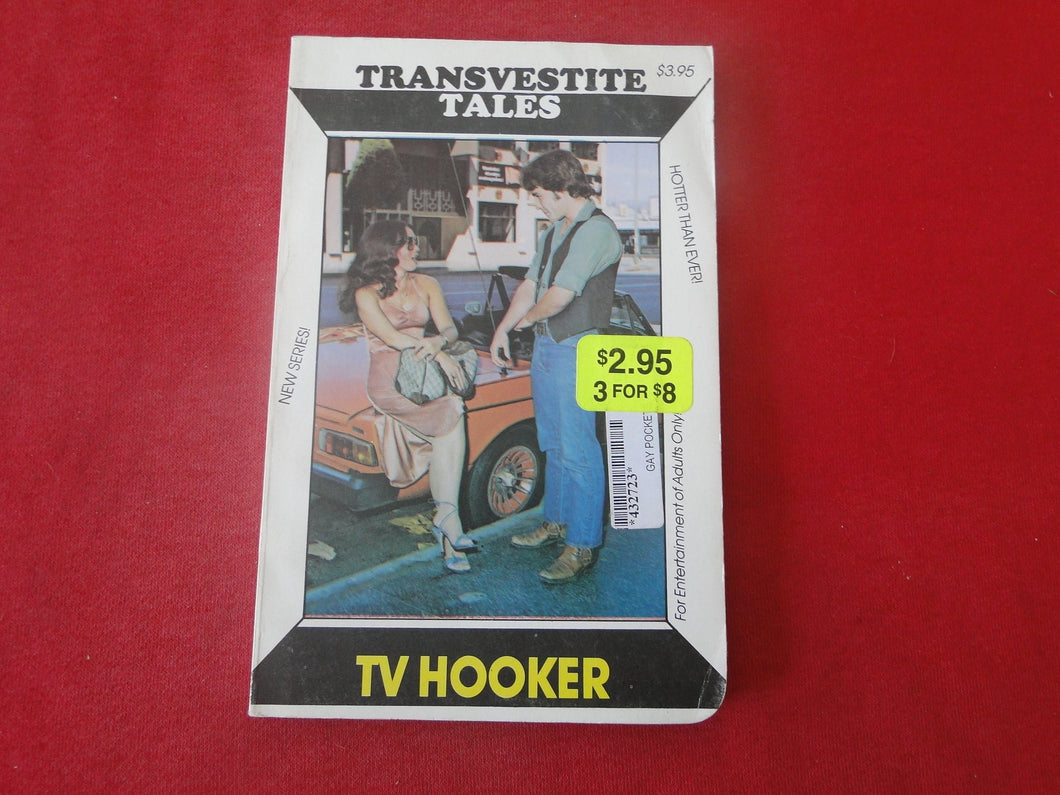 TRANSVESTITE
TALES
$3.95
HOTTER THAN EVER!
NEW SERIES!
$2.95
3 FOR $8
GAY POCKET
*432723*
For Entertainment of Adults Only
TV HOOKER